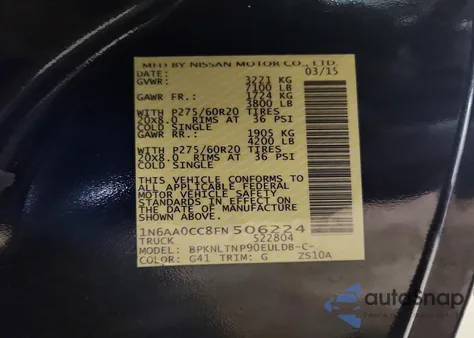 MFD BY NISSAN MOTOR CO., LTD.
DATE: 03/15
GVWR: 3221 KG
7100 LB
GAWR FR.: 1724 KG
3800 LB
WITH P275/60R20 TIRES
20x8.0 RIMS AT 36 PSI
COLD SINGLE
GAWR RR.: 1905 KG
4200 LB
WITH P275/60R20 TIRES
20x8.0 RIMS AT 36 PSI
COLD SINGLE
THIS VEHICLE CONFORMS TO
ALL APPLICABLE FEDERAL
MOTOR VEHICLE SAFETY
STANDARDS IN EFFECT ON
THE DATE OF MANUFACTURE
SHOWN ABOVE.
1N6AA0CC8FN506224
TRUCK 522804
MODEL: BPKNLTNP90EULDB-C-
COLOR: G41 TRIM: G ZS10A
autoSnap